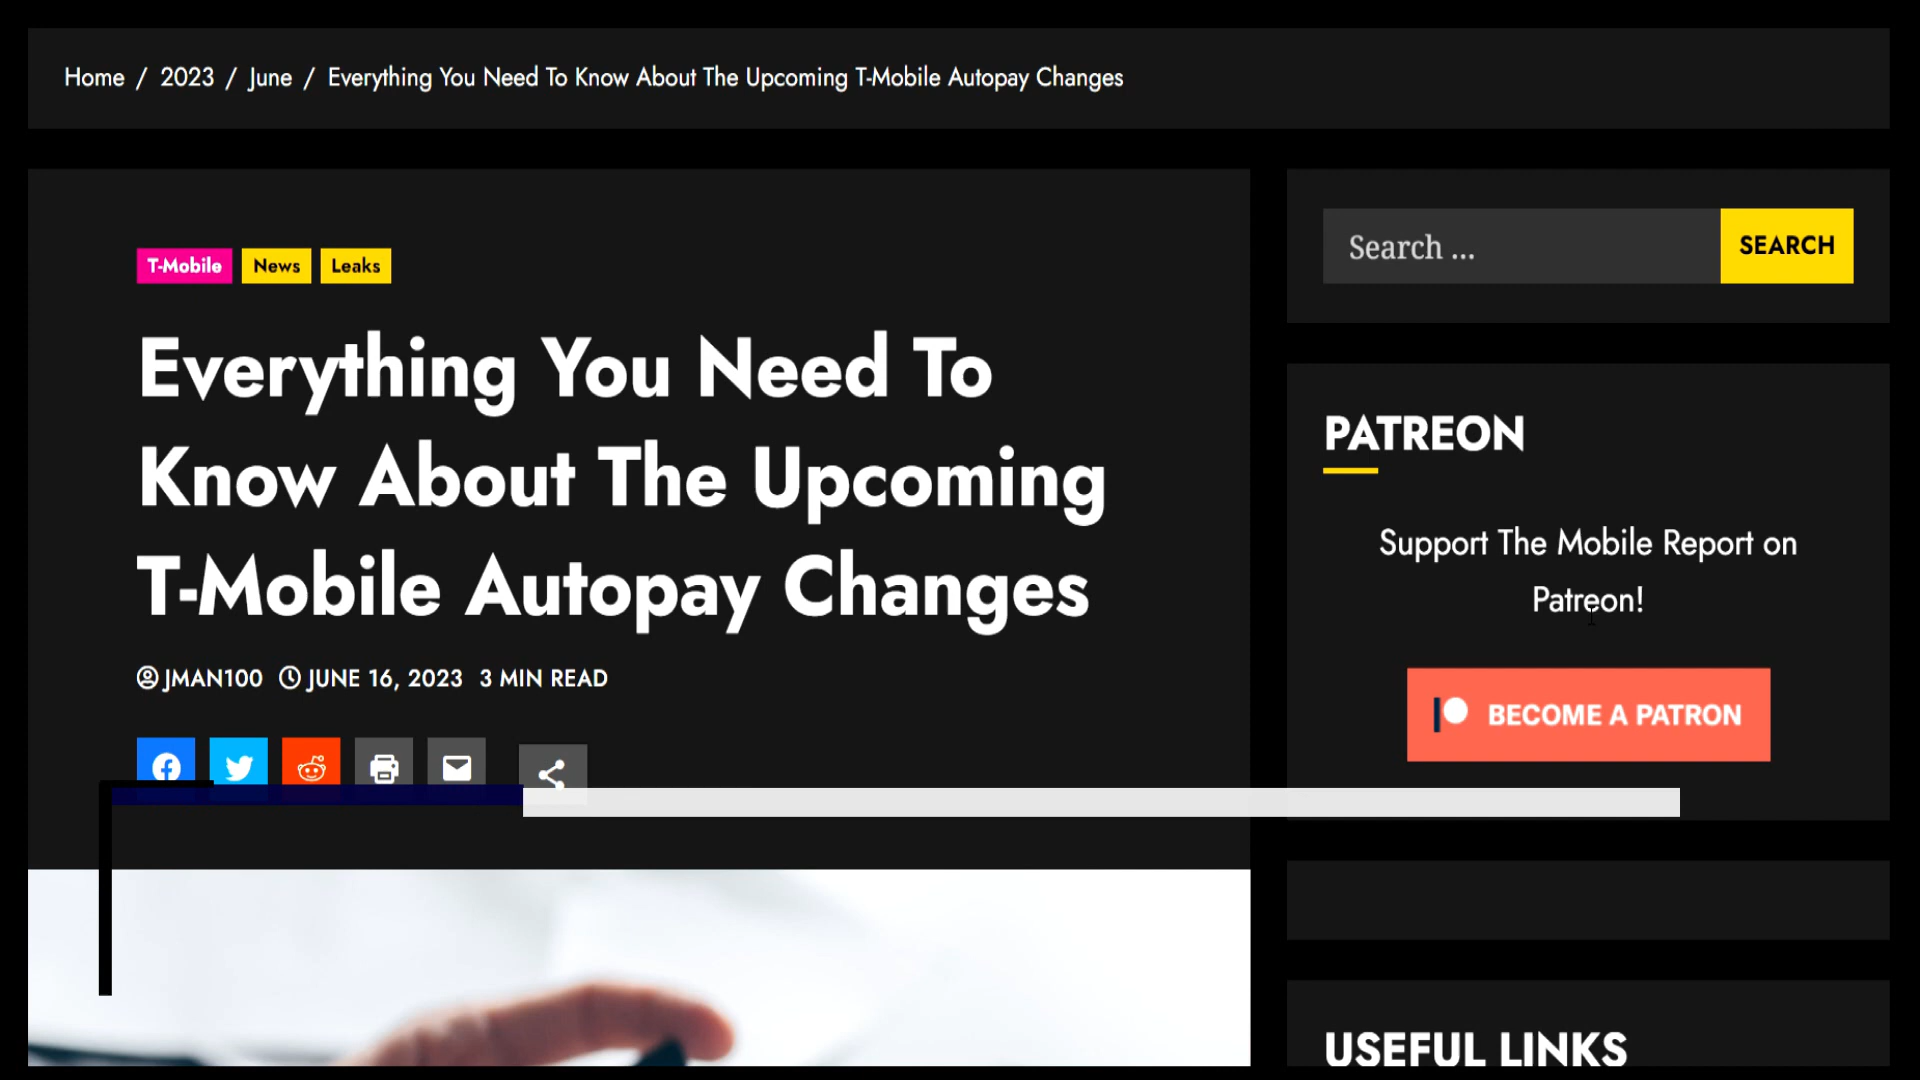 Home / 2023 / June / Everything You Need To Know About The Upcoming T-Mobile Autopay Changes
T-Mobile News Leaks
Everything You Need To
Know About The Upcoming
T-Mobile Autopay Changes
JMAN100 JUNE 16, 2023 3 MIN READ
Search ... SEARCH
PATREON
Support The Mobile Report on
Patreon!
BECOME A PATRON
USEFUL LINKS